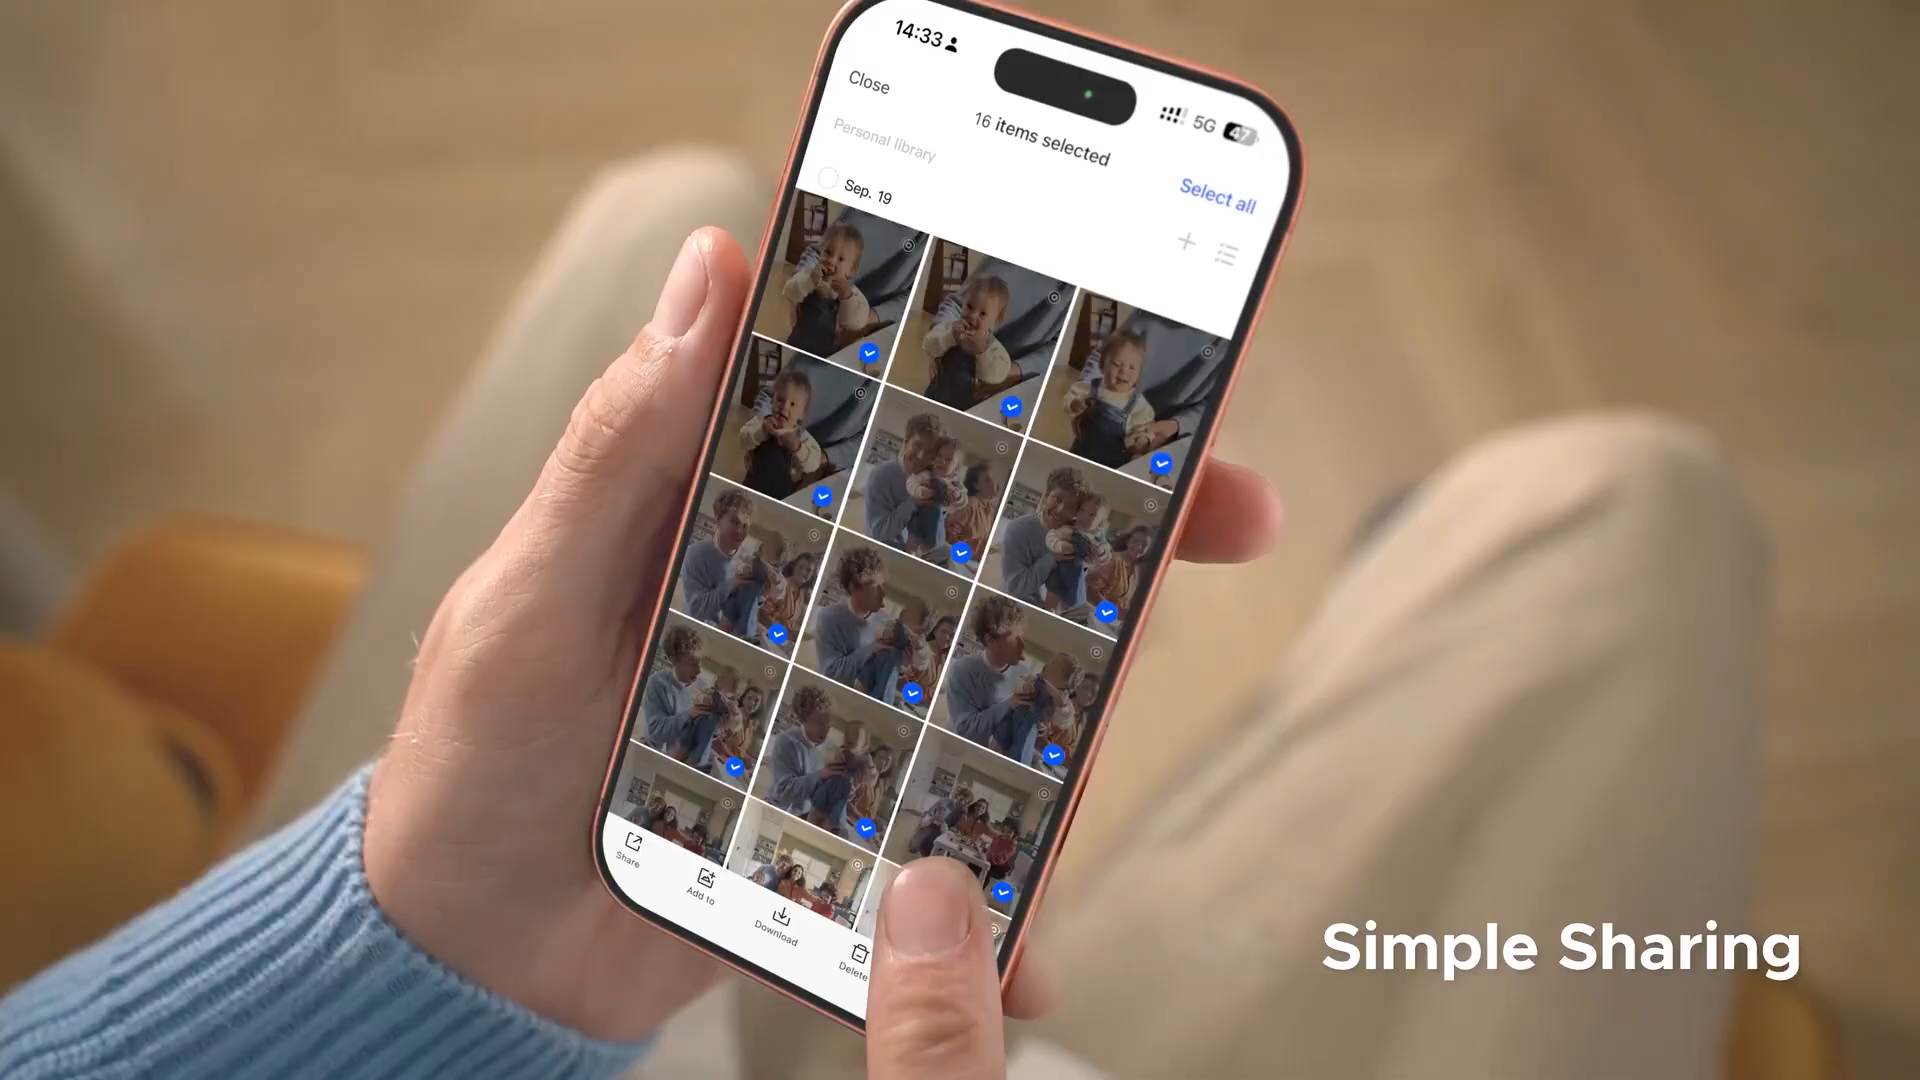 14:33
5G 47
Close
16 items selected
Personal library
Select all
Sep. 19
Share
Add to
Download
Delete
Simple Sharing